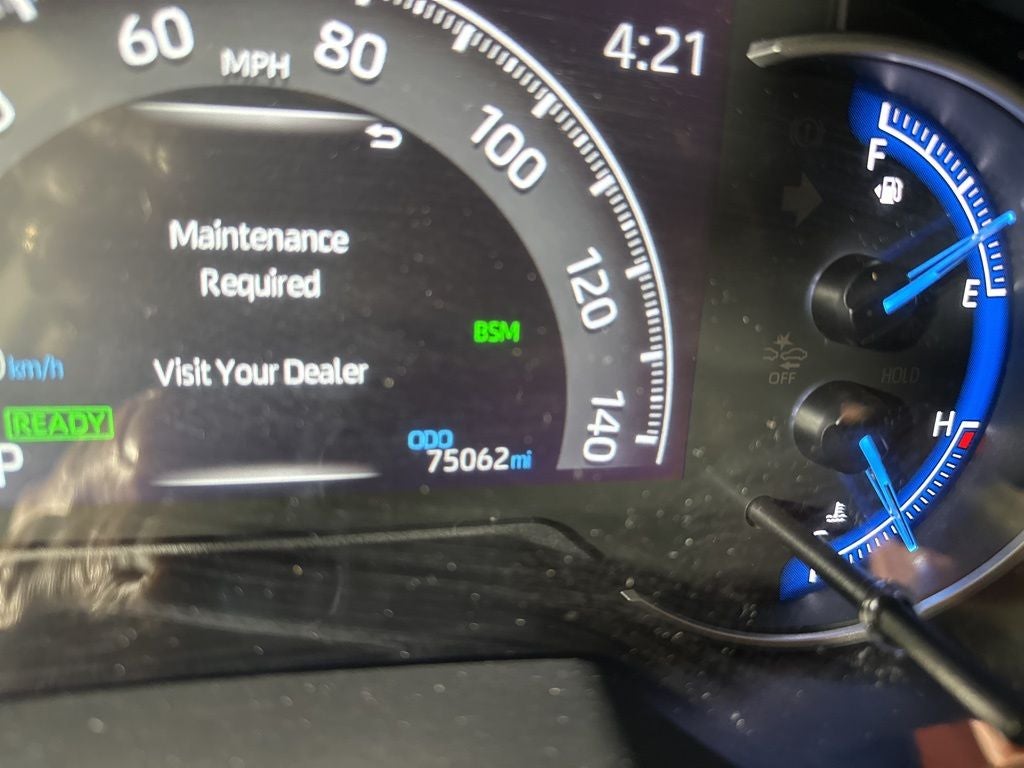 60
MPH
80
4:21
100
F
Maintenance
Required
120
E
BSM
km/h
Visit Your Dealer
OFF
HOLD
READY
140
H
ODO
75062mi
P